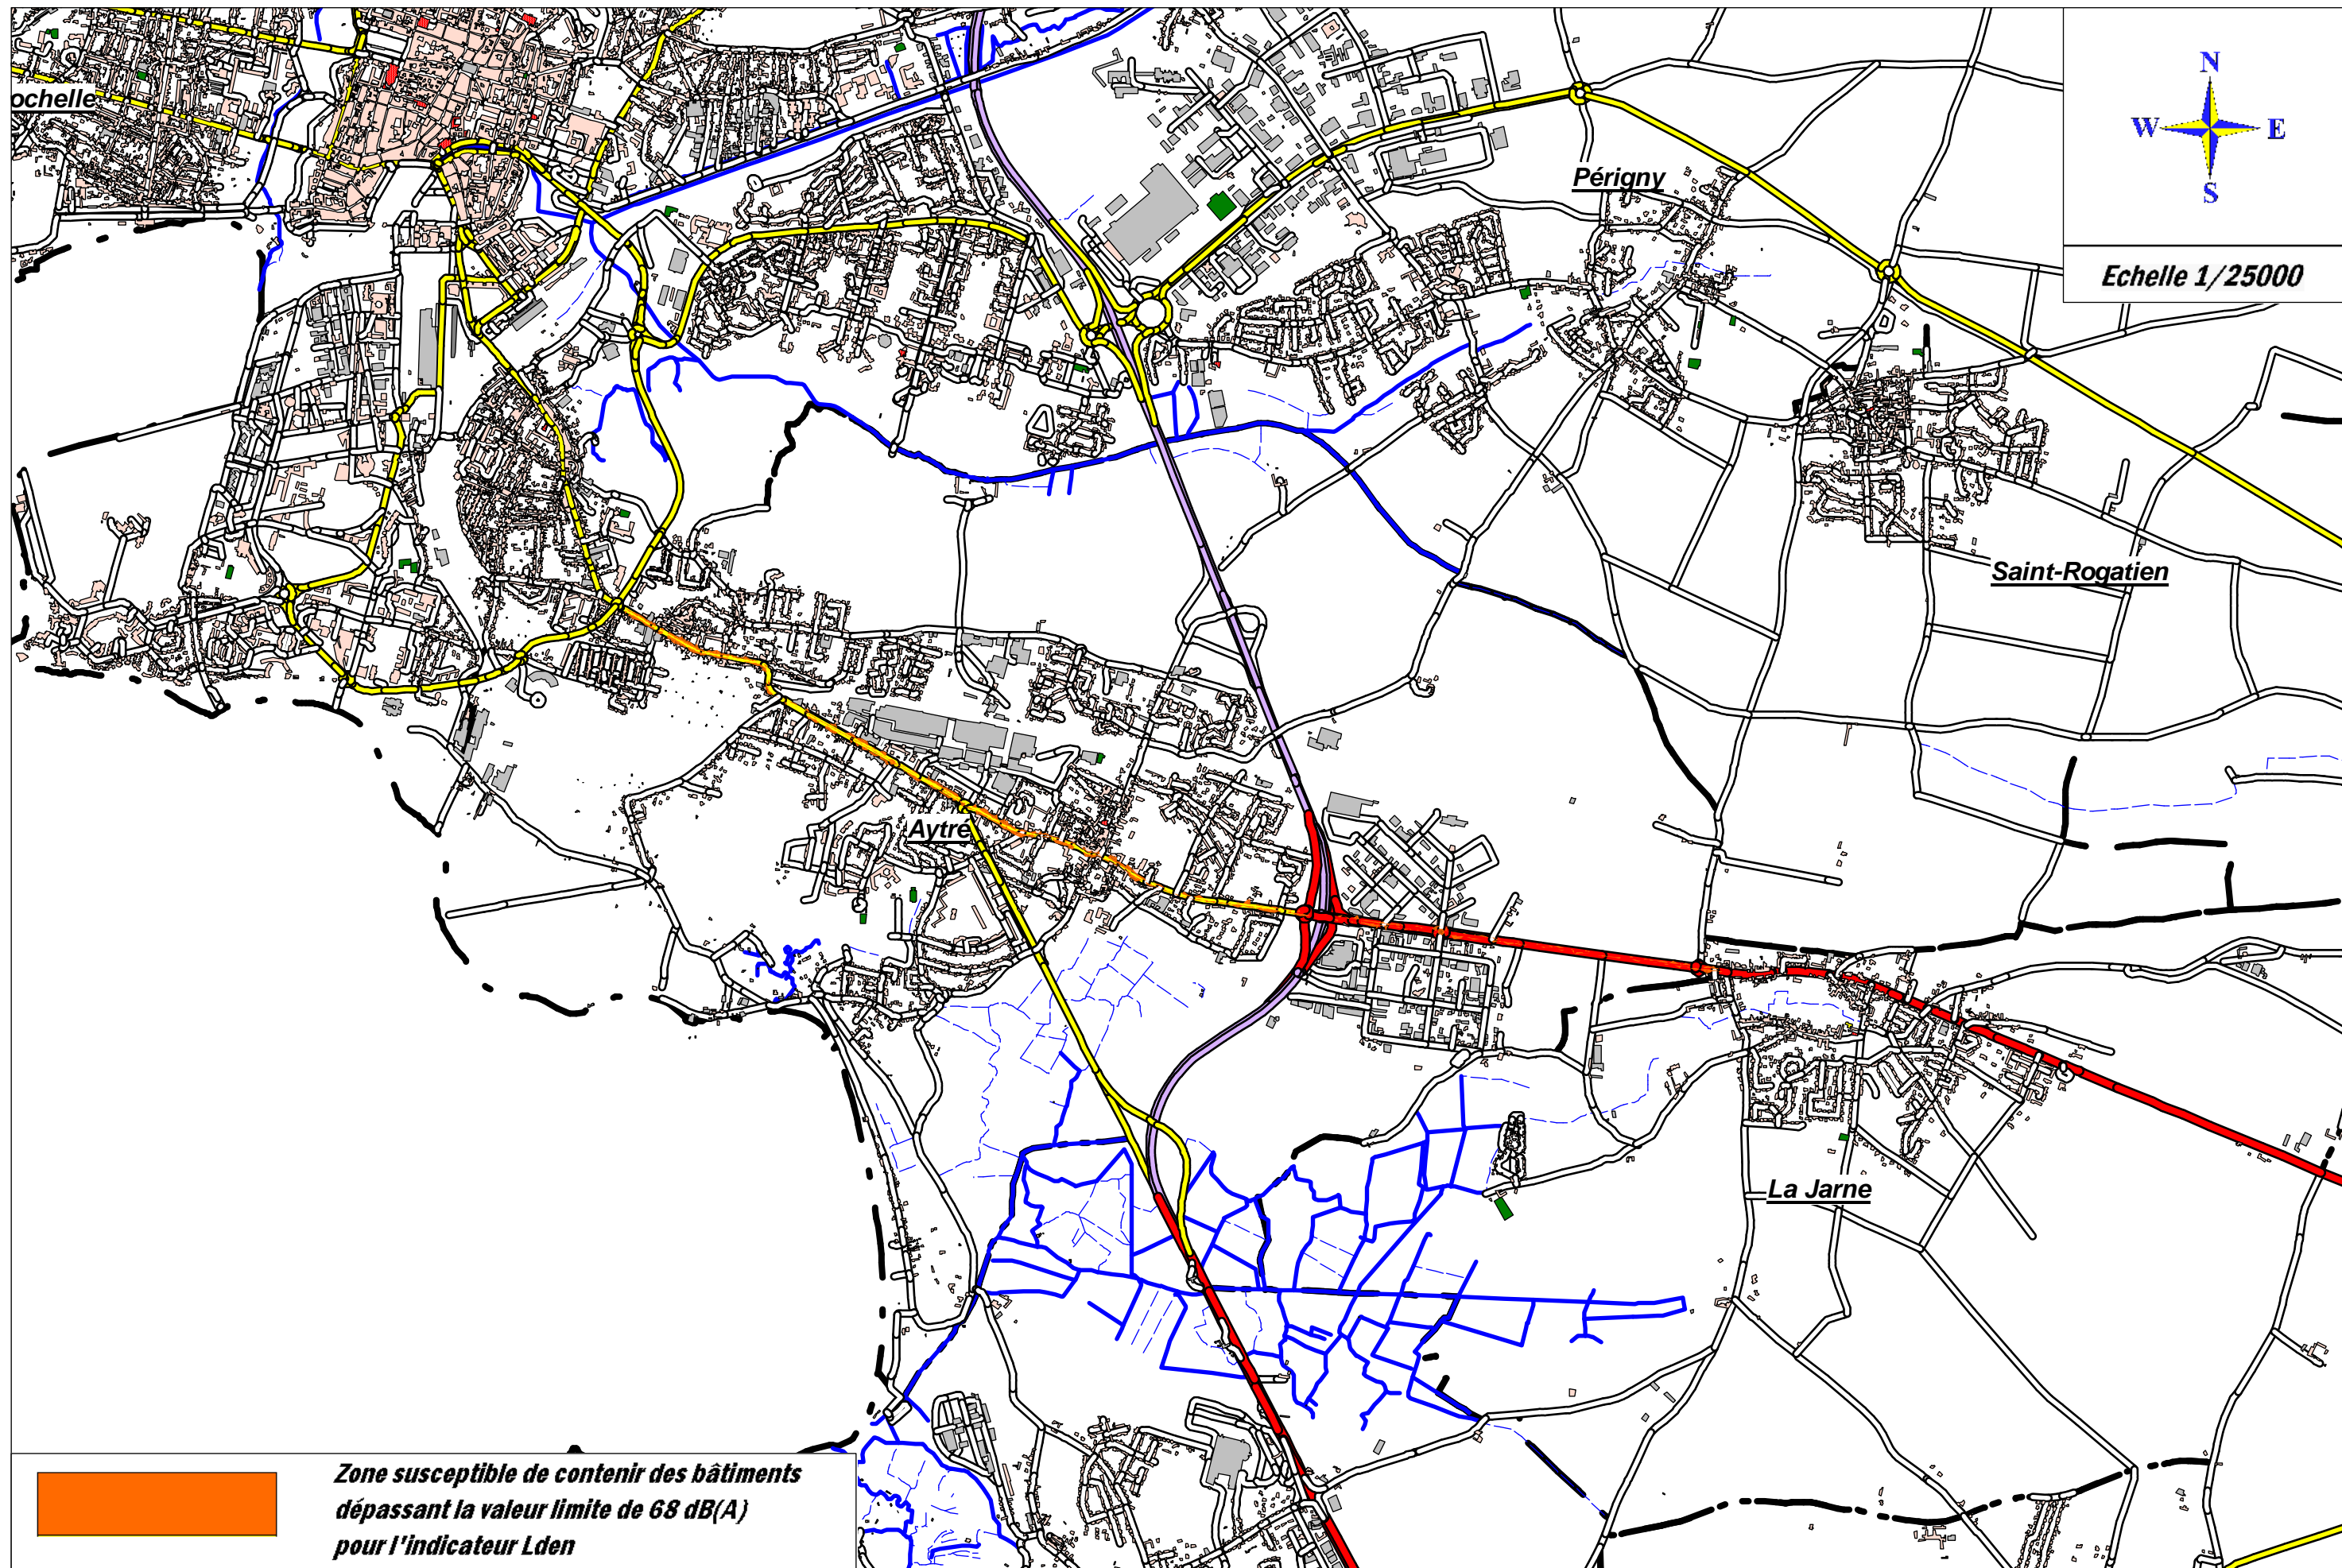 N
W E
S
Echelle 1/25000
ochelle
Périgny
Saint-Rogatien
Aytré
La Jarne
Zone susceptible de contenir des bâtiments
dépassant la valeur limite de 68 dB(A)
pour l'indicateur Lden